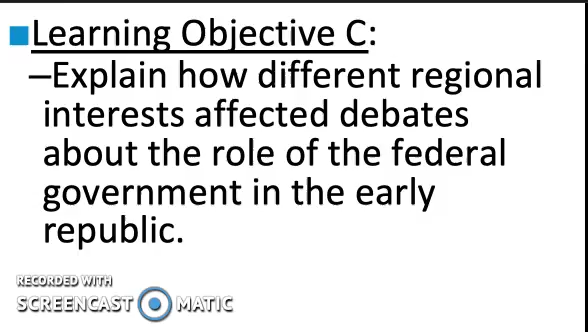 Learning Objective C:
–Explain how different regional
interests affected debates
about the role of the federal
government in the early
republic.
RECORDED WITH
SCREENCAST MATIC